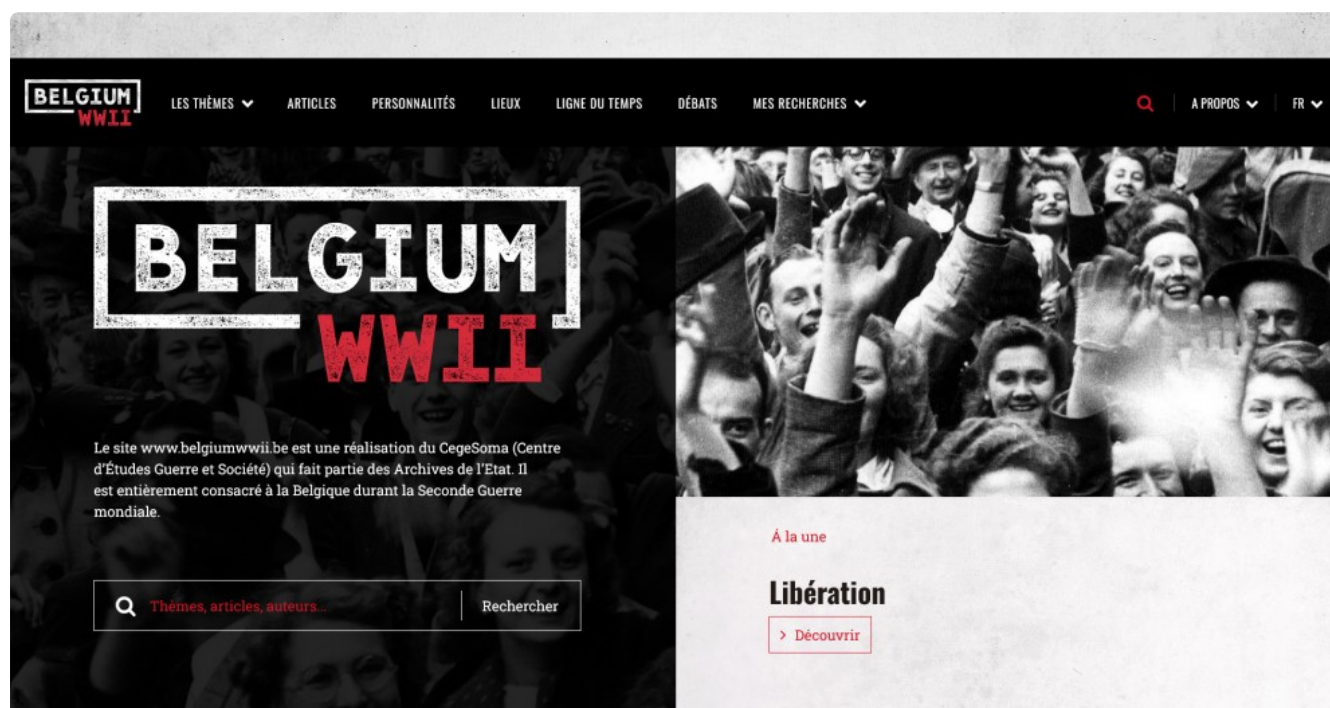 BELGIUM
WWII
LES THÈMES
ARTICLES
PERSONNALITÉS
LIEUX
LIGNE DU TEMPS
DÉBATS
MES RECHERCHES
A PROPOS
FR
BELGIUM
WWII
Le site www.belgiumwwii.be est une réalisation du CegeSoma (Centre
d'Études Guerre et Société) qui fait partie des Archives de l'Etat. Il
est entièrement consacré à la Belgique durant la Seconde Guerre
mondiale.
Thèmes, articles, auteurs...
Rechercher
Á la une
Libération
Découvrir